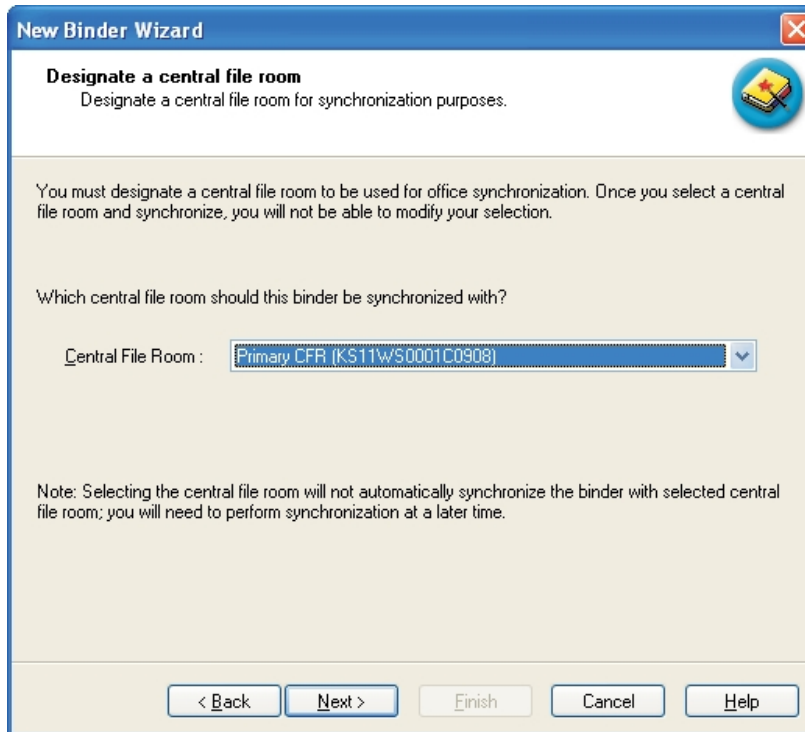 New Binder Wizard
Designate a central file room
Designate a central file room for synchronization purposes.
You must designate a central file room to be used for office synchronization. Once you select a central
file room and synchronize, you will not be able to modify your selection.
Which central file room should this binder be synchronized with?
Central File Room : Primary CFR (KS11WS0001C0908)
Note: Selecting the central file room will not automatically synchronize the binder with selected central
file room; you will need to perform synchronization at a later time.
< Back Next > Finish Cancel Help